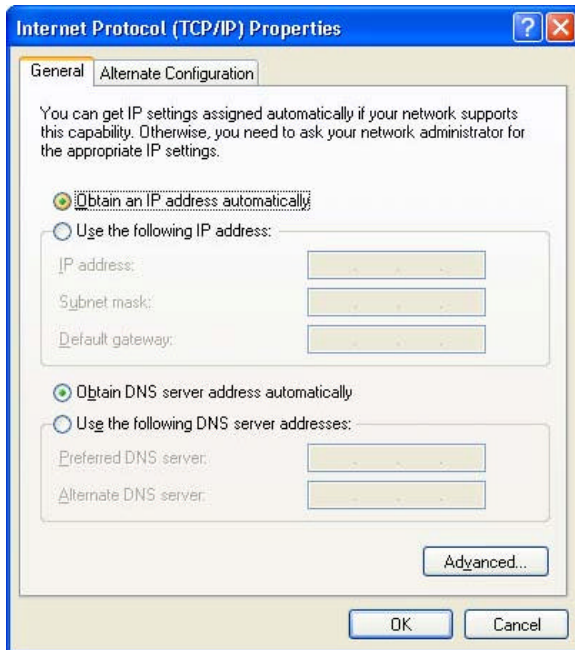 Internet Protocol (TCP/IP) Properties
General
Alternate Configuration
You can get IP settings assigned automatically if your network supports
this capability. Otherwise, you need to ask your network administrator for
the appropriate IP settings.
Obtain an IP address automatically
Use the following IP address:
IP address:
Subnet mask:
Default gateway:
Obtain DNS server address automatically
Use the following DNS server addresses:
Preferred DNS server:
Alternate DNS server:
Advanced...
OK
Cancel